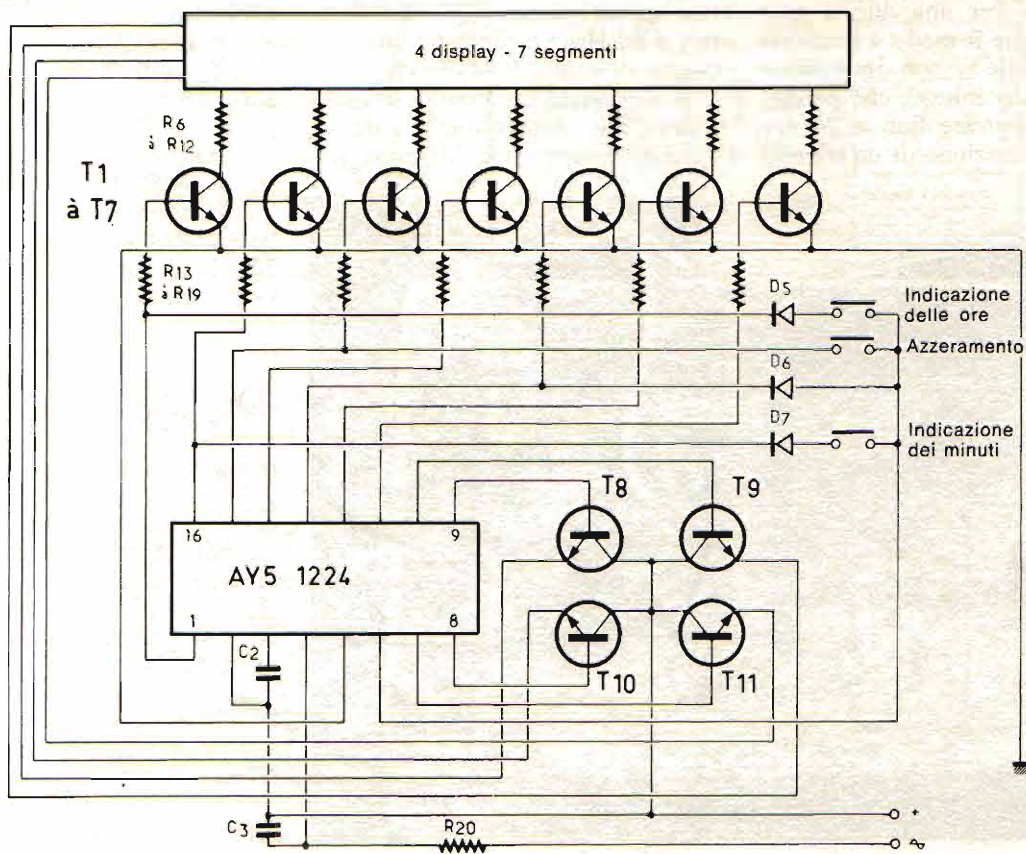 4 display - 7 segmenti
R6
à R12
T1
à T7
R13
à R19
D5
Indicazione
delle ore
Azzeramento
D6
D7
Indicazione
dei minuti
T8
T9
16
9
AY5 1224
1
8
C2
T10
T11
+
C3
R20
∿